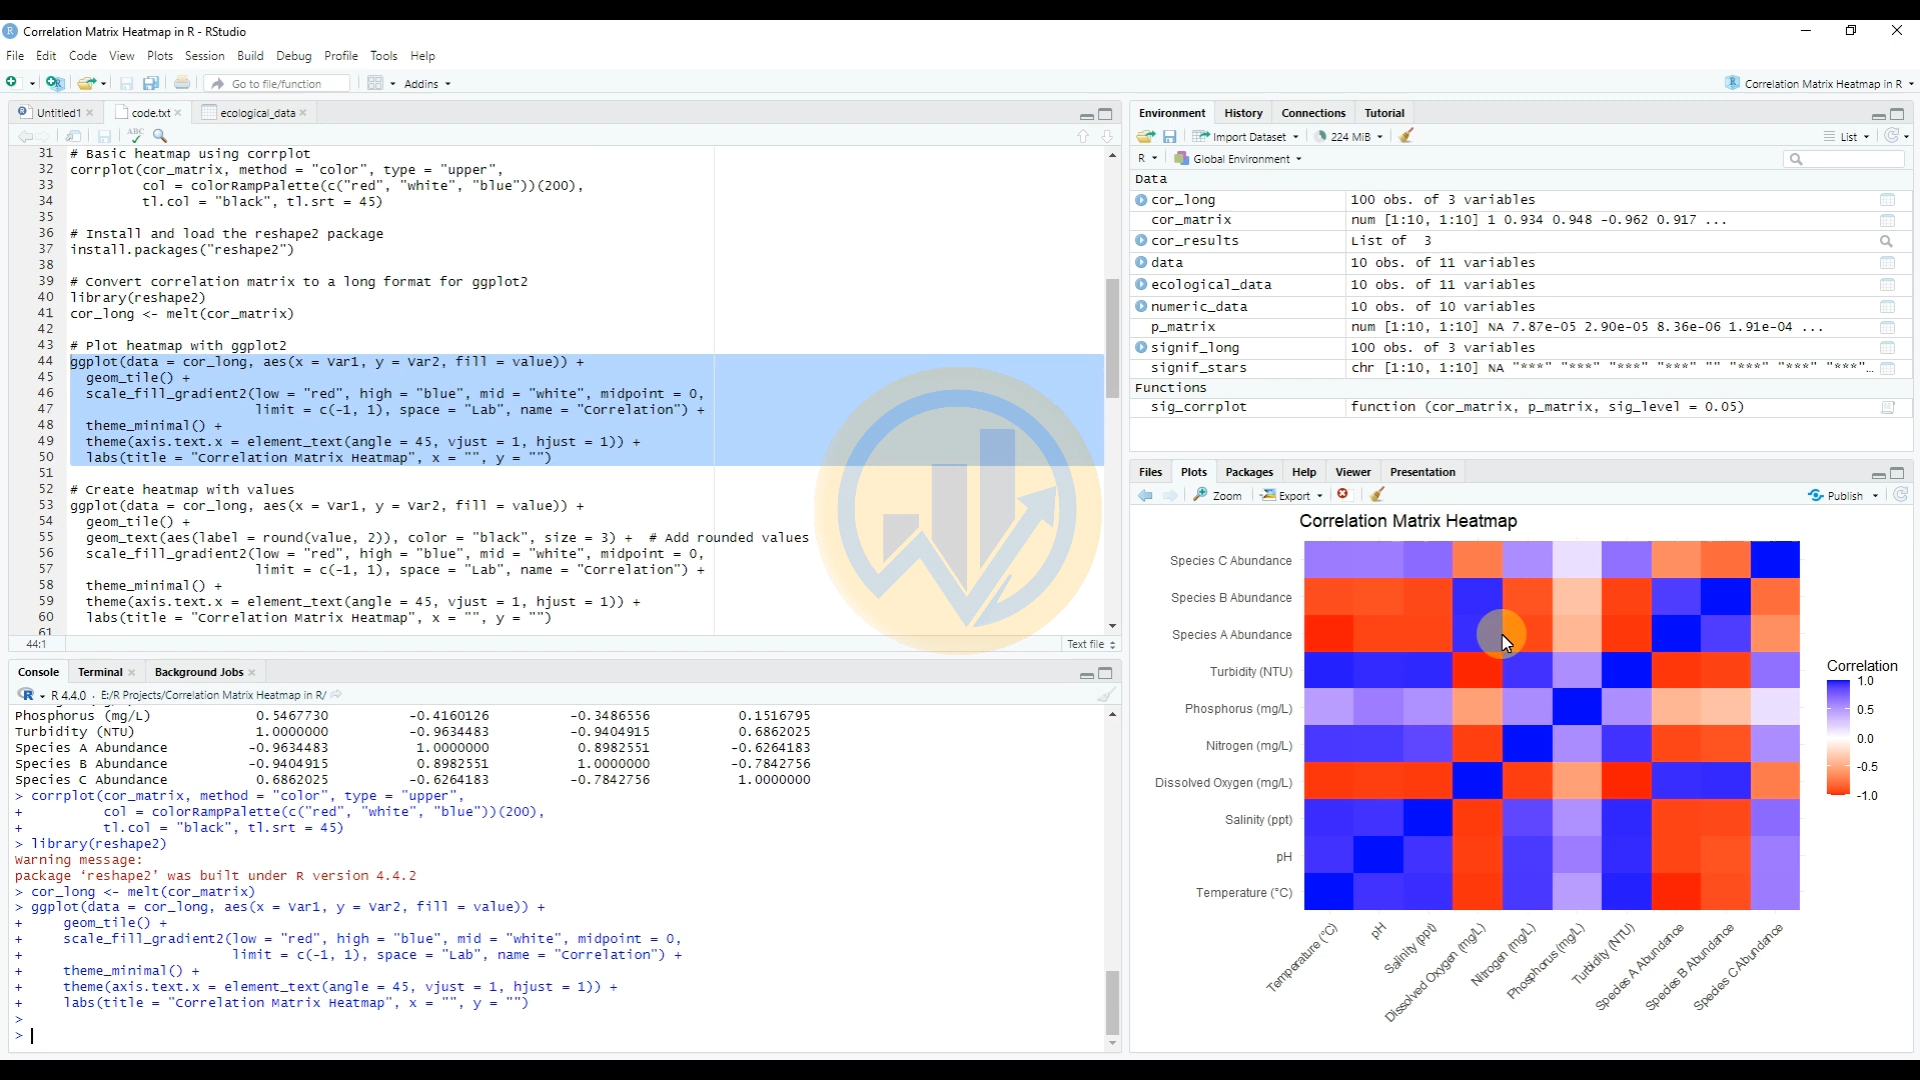 Correlation Matrix Heatmap in R - RStudio
File Edit Code View Plots Session Build Debug Profile Tools Help
Go to file/function Addins Correlation Matrix Heatmap in R
Untitled1 code.txt ecological_data
31 # Basic heatmap using corrplot
32 corrplot(cor_matrix, method = "color", type = "upper",
33 col = colorRampPalette(c("red", "white", "blue"))(200),
34 tl.col = "black", tl.srt = 45)
35
36 # Install and load the reshape2 package
37 install.packages("reshape2")
38
39 # Convert correlation matrix to a long format for ggplot2
40 library(reshape2)
41 cor_long <- melt(cor_matrix)
42
43 # Plot heatmap with ggplot2
44 ggplot(data = cor_long, aes(x = Var1, y = Var2, fill = value)) +
45 geom_tile() +
46 scale_fill_gradient2(low = "red", high = "blue", mid = "white", midpoint = 0,
47 limit = c(-1, 1), space = "Lab", name = "Correlation") +
48 theme_minimal() +
49 theme(axis.text.x = element_text(angle = 45, vjust = 1, hjust = 1)) +
50 labs(title = "Correlation Matrix Heatmap", x = "", y = "")
51
52 # Create heatmap with values
53 ggplot(data = cor_long, aes(x = Var1, y = Var2, fill = value)) +
54 geom_tile() +
55 geom_text(aes(label = round(value, 2)), color = "black", size = 3) + # Add rounded values
56 scale_fill_gradient2(low = "red", high = "blue", mid = "white", midpoint = 0,
57 limit = c(-1, 1), space = "Lab", name = "Correlation") +
58 theme_minimal() +
59 theme(axis.text.x = element_text(angle = 45, vjust = 1, hjust = 1)) +
60 labs(title = "Correlation Matrix Heatmap", x = "", y = "")
61
44:1 Text file
Console Terminal Background Jobs
R 4.4.0 · E:/R Projects/Correlation Matrix Heatmap in R/
Phosphorus (mg/L) 0.5467730 -0.4160126 -0.3486556 0.1516795
Turbidity (NTU) 1.0000000 -0.9634483 -0.9404915 0.6862025
Species A Abundance -0.9634483 1.0000000 0.8982551 -0.6264183
Species B Abundance -0.9404915 0.8982551 1.0000000 -0.7842756
Species C Abundance 0.6862025 -0.6264183 -0.7842756 1.0000000
> corrplot(cor_matrix, method = "color", type = "upper",
+ col = colorRampPalette(c("red", "white", "blue"))(200),
+ tl.col = "black", tl.srt = 45)
> library(reshape2)
Warning message:
package ‘reshape2’ was built under R version 4.4.2
> cor_long <- melt(cor_matrix)
> ggplot(data = cor_long, aes(x = Var1, y = Var2, fill = value)) +
+ geom_tile() +
+ scale_fill_gradient2(low = "red", high = "blue", mid = "white", midpoint = 0,
+ limit = c(-1, 1), space = "Lab", name = "Correlation") +
+ theme_minimal() +
+ theme(axis.text.x = element_text(angle = 45, vjust = 1, hjust = 1)) +
+ labs(title = "Correlation Matrix Heatmap", x = "", y = "")
>
>
Environment History Connections Tutorial
Import Dataset 224 MiB List
R Global Environment
Data
cor_long 100 obs. of 3 variables
cor_matrix num [1:10, 1:10] 1 0.934 0.948 -0.962 0.917 ...
cor_results List of 3
data 10 obs. of 11 variables
ecological_data 10 obs. of 11 variables
numeric_data 10 obs. of 10 variables
p_matrix num [1:10, 1:10] NA 7.87e-05 2.90e-05 8.36e-06 1.91e-04 ...
signif_long 100 obs. of 3 variables
signif_stars chr [1:10, 1:10] NA "***" "***" "***" "***" "" "***" "***" "***"...
Functions
sig_corrplot function (cor_matrix, p_matrix, sig_level = 0.05)
Files Plots Packages Help Viewer Presentation
Zoom Export Publish
Correlation Matrix Heatmap
Species C Abundance
Species B Abundance
Species A Abundance
Turbidity (NTU)
Phosphorus (mg/L)
Nitrogen (mg/L)
Dissolved Oxygen (mg/L)
Salinity (ppt)
pH
Temperature (°C)
Temperature (°C)
pH
Salinity (ppt)
Dissolved Oxygen (mg/L)
Nitrogen (mg/L)
Phosphorus (mg/L)
Turbidity (NTU)
Species A Abundance
Species B Abundance
Species C Abundance
Correlation
1.0
0.5
0.0
-0.5
-1.0